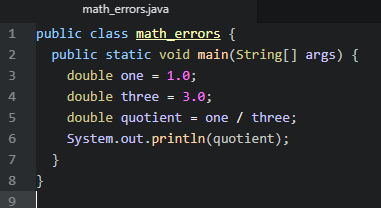 math_errors.java
1 public class math_errors {
2 public static void main(String[] args) {
3 double one = 1.0;
4 double three = 3.0;
5 double quotient = one / three;
6 System.out.println(quotient);
7 }
8 }
9